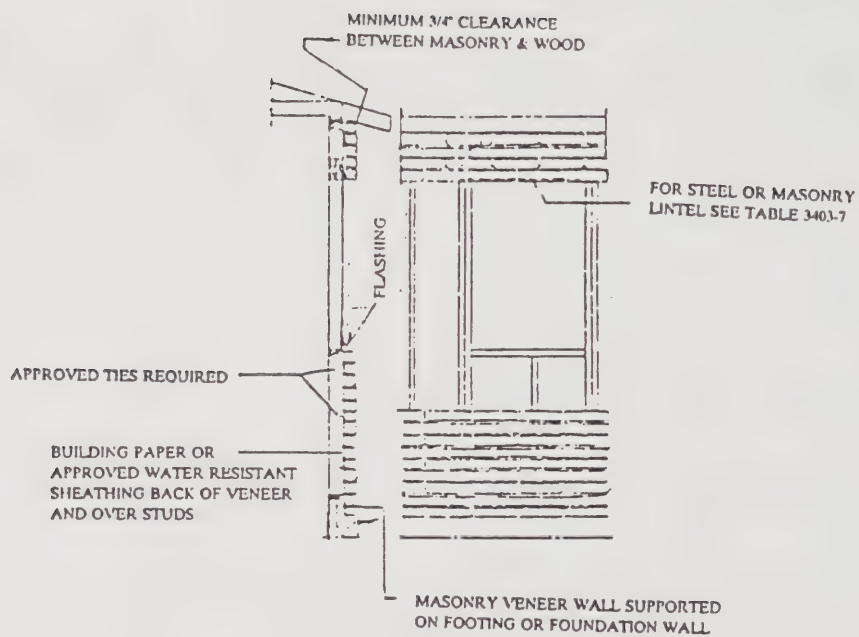 MINIMUM 3/4" CLEARANCE
BETWEEN MASONRY & WOOD
FOR STEEL OR MASONRY
LINTEL SEE TABLE 3403-7
FLASHING
APPROVED TIES REQUIRED
BUILDING PAPER OR
APPROVED WATER RESISTANT
SHEATHING BACK OF VENEER
AND OVER STUDS
MASONRY VENEER WALL SUPPORTED
ON FOOTING OR FOUNDATION WALL